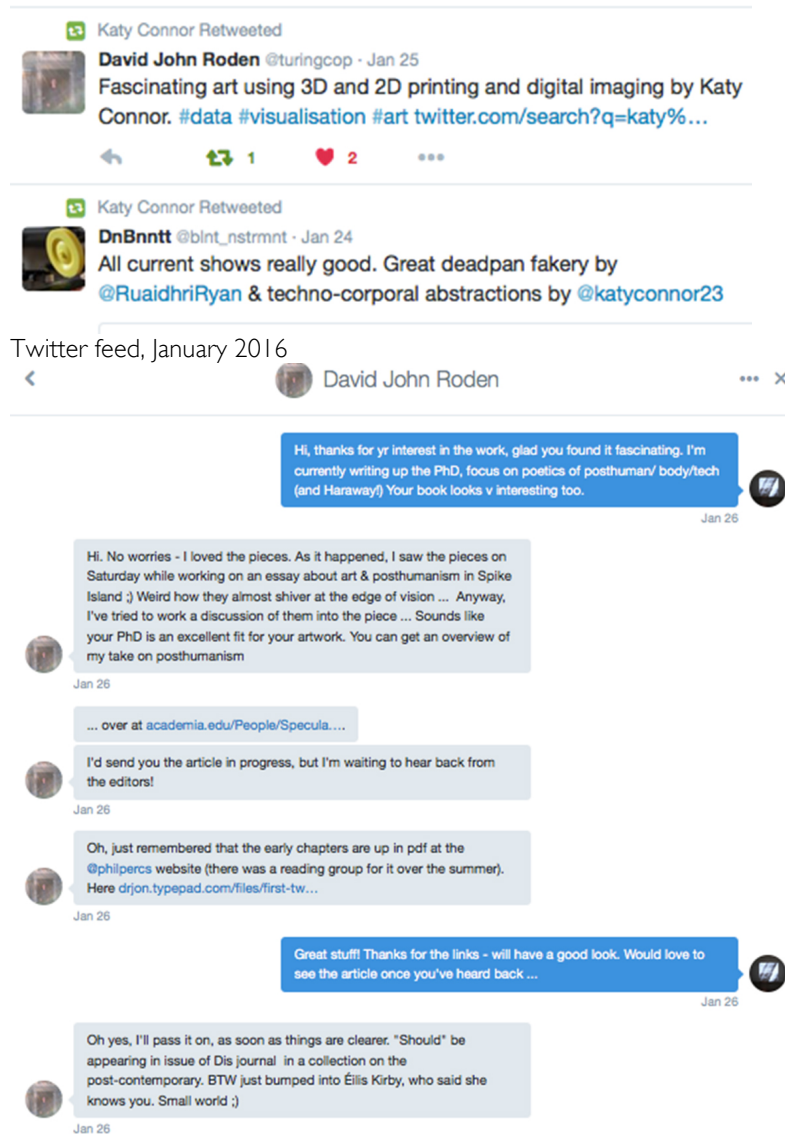 Katy Connor Retweeted
David John Roden @turingcop · Jan 25
Fascinating art using 3D and 2D printing and digital imaging by Katy
Connor. #data #visualisation #art twitter.com/search?q=katy%...
1 2
Katy Connor Retweeted
DnBnntt @blnt_nstrmnt · Jan 24
All current shows really good. Great deadpan fakery by
@RuaidhriRyan & techno-corporal abstractions by @katyconnor23
Twitter feed, January 2016
David John Roden
Hi, thanks for yr interest in the work, glad you found it fascinating. I'm
currently writing up the PhD, focus on poetics of posthuman/ body/tech
(and Haraway!) Your book looks v interesting too.
Jan 26
Hi. No worries - I loved the pieces. As it happened, I saw the pieces on
Saturday while working on an essay about art & posthumanism in Spike
Island ;) Weird how they almost shiver at the edge of vision ... Anyway,
I've tried to work a discussion of them into the piece ... Sounds like
your PhD is an excellent fit for your artwork. You can get an overview of
my take on posthumanism
Jan 26
... over at academia.edu/People/Specula....
I'd send you the article in progress, but I'm waiting to hear back from
the editors!
Jan 26
Oh, just remembered that the early chapters are up in pdf at the
@philpercs website (there was a reading group for it over the summer).
Here drjon.typepad.com/files/first-tw...
Jan 26
Great stuff! Thanks for the links - will have a good look. Would love to
see the article once you've heard back ...
Jan 26
Oh yes, I'll pass it on, as soon as things are clearer. "Should" be
appearing in issue of Dis journal in a collection on the
post-contemporary. BTW just bumped into Éilis Kirby, who said she
knows you. Small world ;)
Jan 26